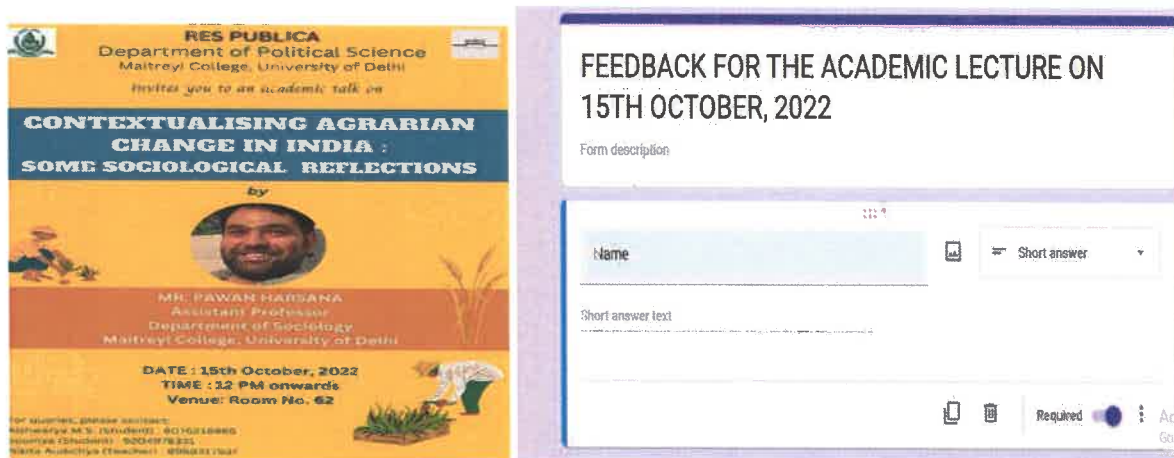 RES PUBLICA
Department of Political Science
Maitreyi College, University of Delhi
invites you to an academic talk on
CONTEXTUALISING AGRARIAN
CHANGE IN INDIA :
SOME SOCIOLOGICAL REFLECTIONS
by
MR. PAWAN HARSANA
Assistant Professor
Department of Sociology
Maitreyi College, University of Delhi
DATE : 15th October, 2022
TIME : 12 PM onwards
Venue: Room No. 62
For queries, please contact:
(Student)
(Student)
(Teacher)
FEEDBACK FOR THE ACADEMIC LECTURE ON
15TH OCTOBER, 2022
Form description
Name
Short answer
Short answer text
Required